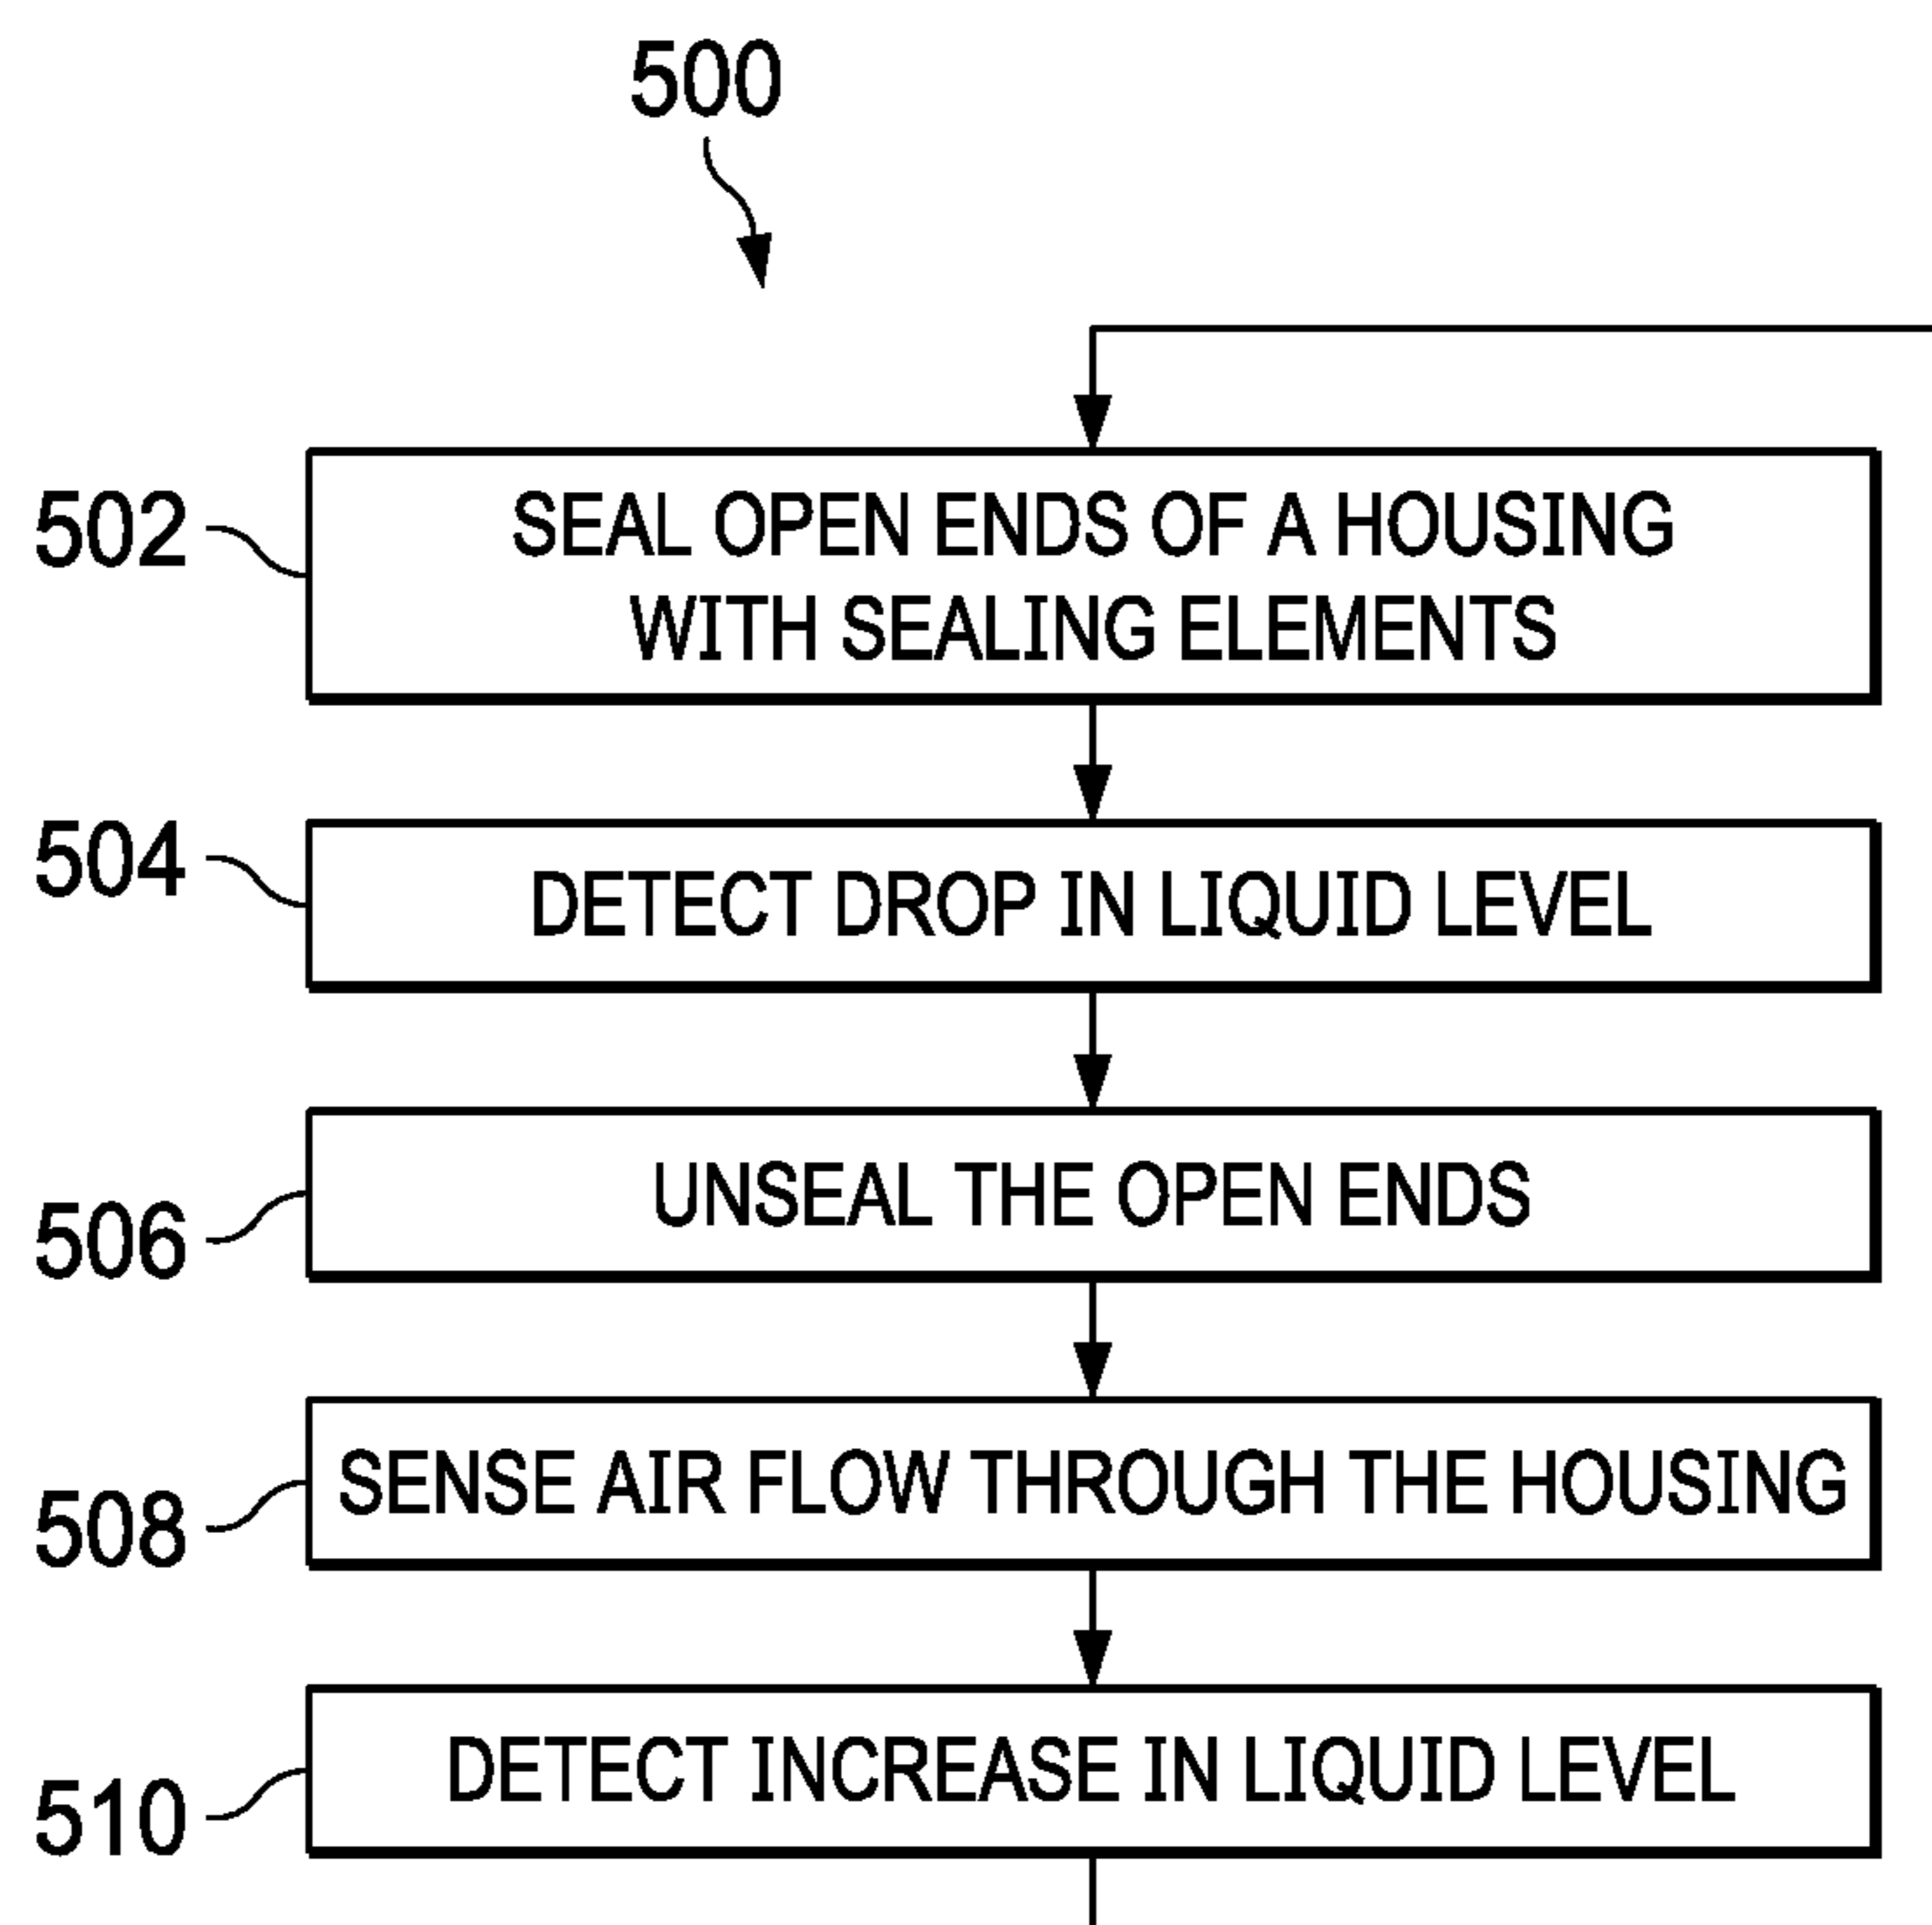 500
502
SEAL OPEN ENDS OF A HOUSING
WITH SEALING ELEMENTS
504
DETECT DROP IN LIQUID LEVEL
506
UNSEAL THE OPEN ENDS
508
SENSE AIR FLOW THROUGH THE HOUSING
510
DETECT INCREASE IN LIQUID LEVEL